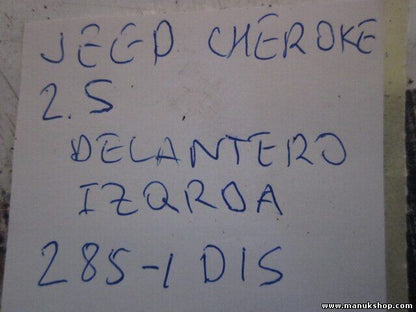 JEEP CHEROKE
2.5
DELANTERO
IZQRDA
285-1 DIS
www.manukshop.com